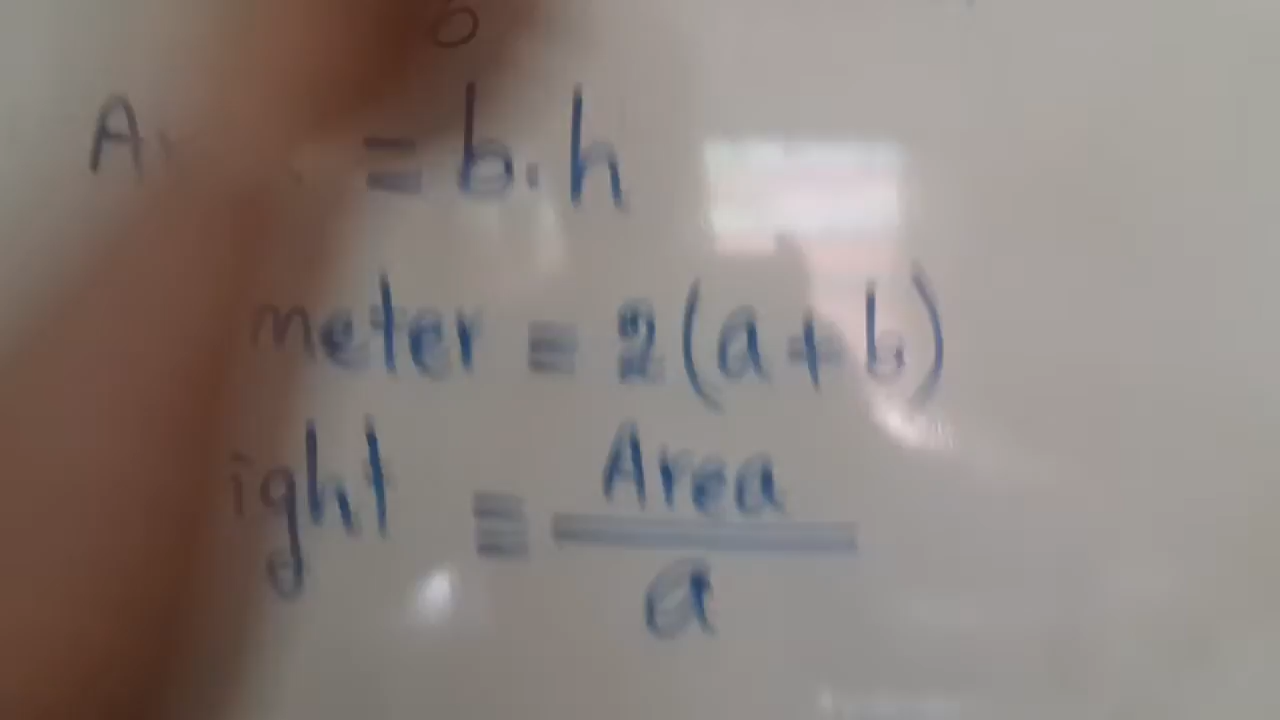 = b.h
meter = 2(a+b)
ight = Area
a